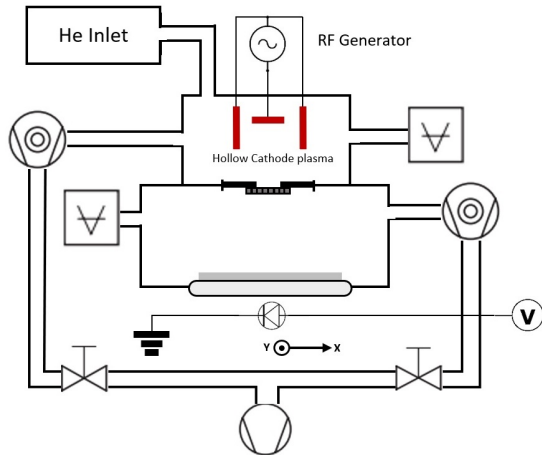 He Inlet
RF Generator
Hollow Cathode plasma
V
Y X